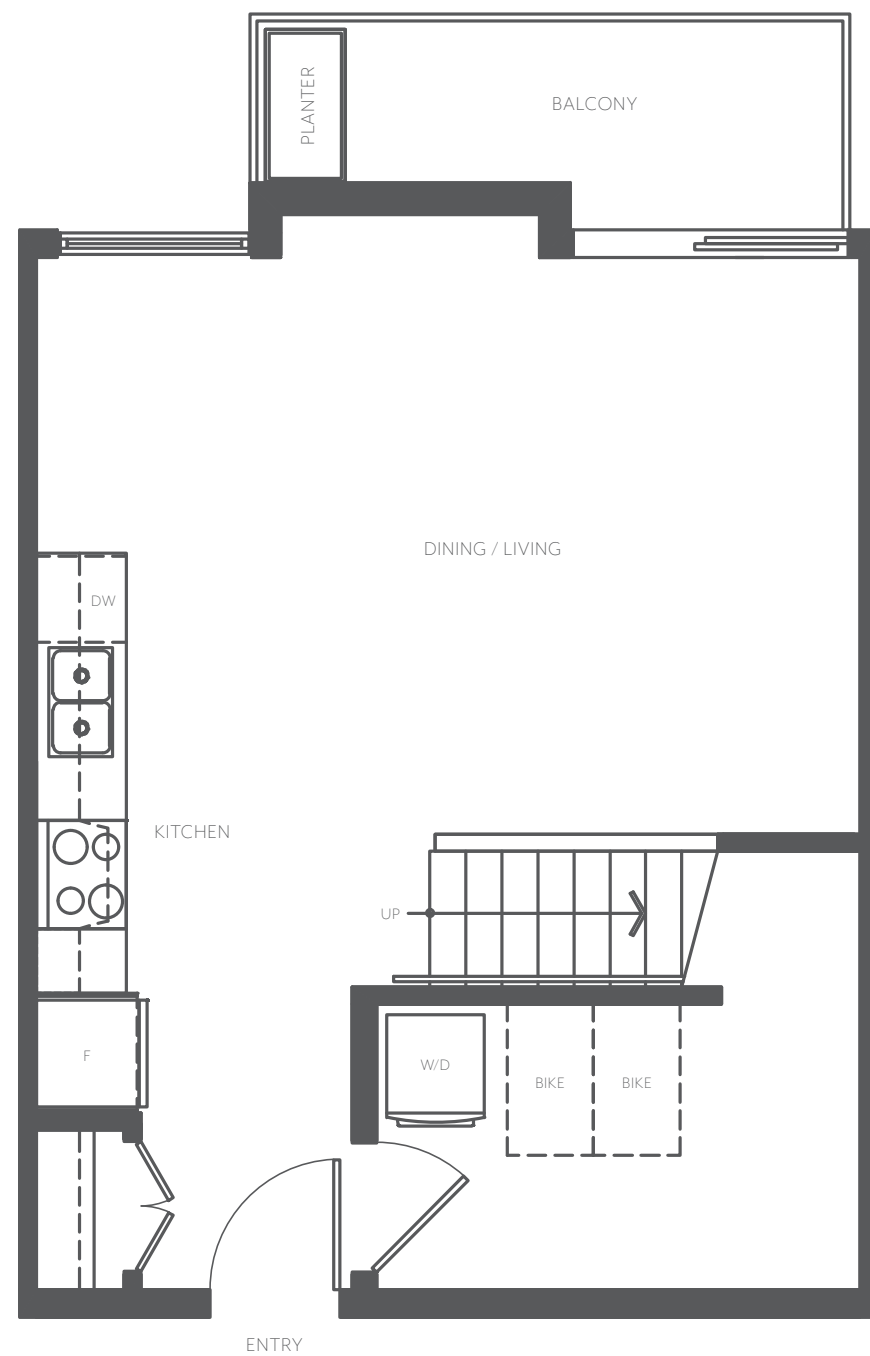 PLANTER
BALCONY
DINING / LIVING
DW
KITCHEN
UP
F
W/D
BIKE
BIKE
ENTRY